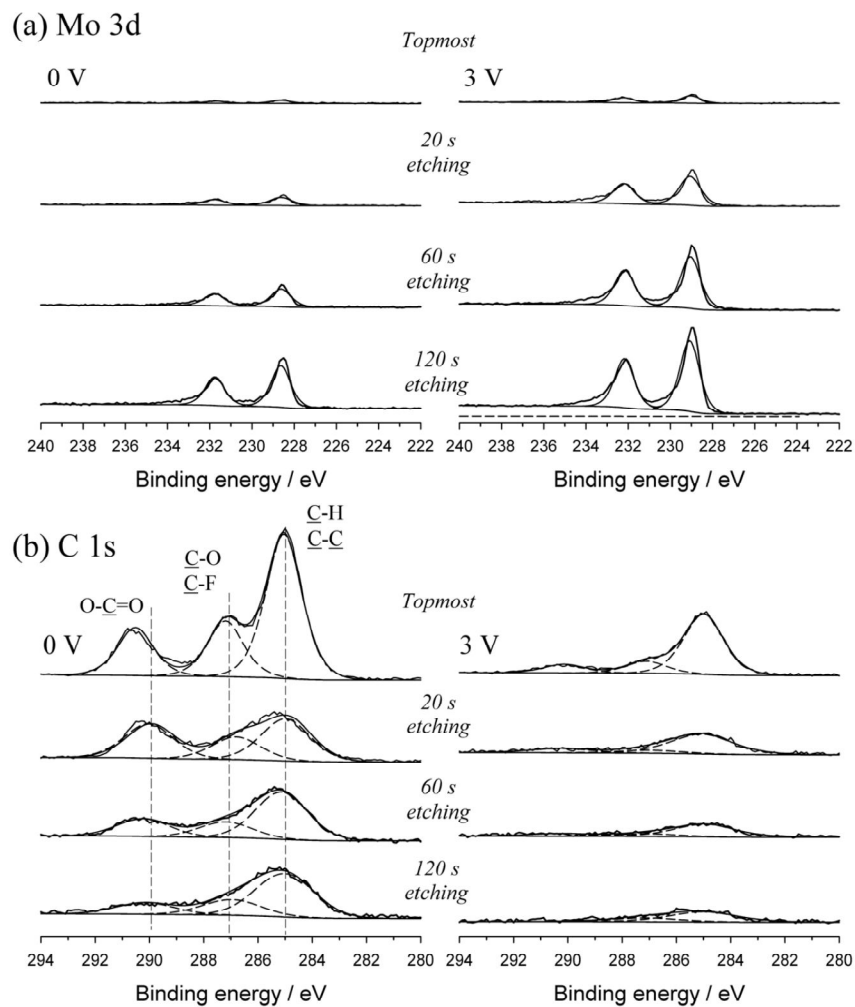 (a) Mo 3d
Topmost
0 V
3 V
20 s
etching
60 s
etching
120 s
etching
240 238 236 234 232 230 228 226 224 222
240 238 236 234 232 230 228 226 224 222
Binding energy / eV
Binding energy / eV
(b) C 1s
C-H
C-C
C-O
C-F
O-C=O
Topmost
0 V
3 V
20 s
etching
60 s
etching
120 s
etching
294 292 290 288 286 284 282 280
294 292 290 288 286 284 282 280
Binding energy / eV
Binding energy / eV